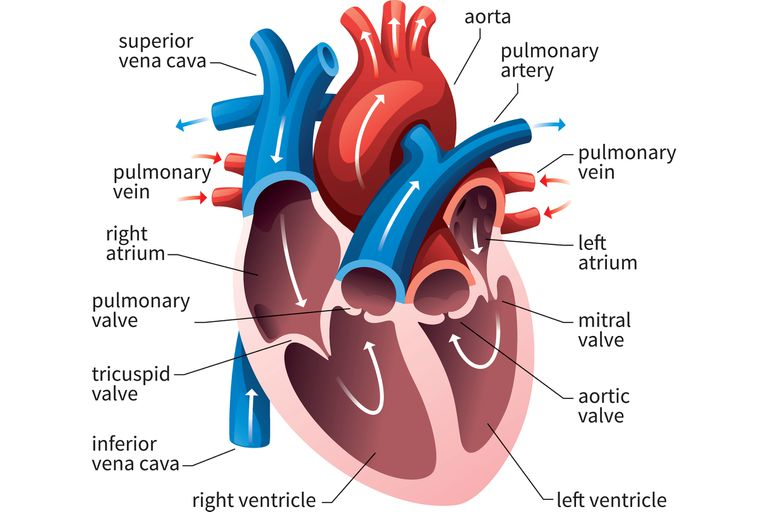 superior
vena cava
pulmonary
vein
right
atrium
pulmonary
valve
tricuspid
valve
inferior
vena cava
right ventricle
aorta
pulmonary
artery
pulmonary
vein
left
atrium
mitral
valve
aortic
valve
left ventricle